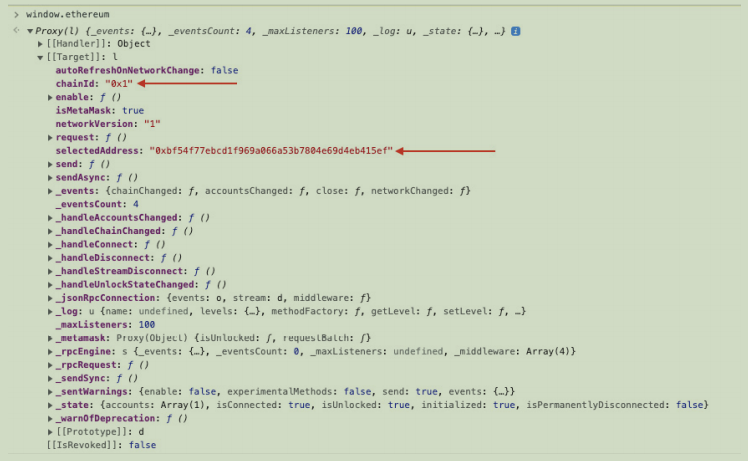 > window.ethereum
Proxy(l) {_events: {…}, _eventsCount: 4, _maxListeners: 100, _log: u, _state: {…}, …} i
[[Handler]]: Object
[[Target]]: l
autoRefreshOnNetworkChange: false
chainId: "0x1"
enable: ƒ ()
isMetaMask: true
networkVersion: "1"
request: ƒ ()
selectedAddress: "0xbf54f77ebcd1f969a066a53b7804e69d4eb415ef"
send: ƒ ()
sendAsync: ƒ ()
_events: {chainChanged: ƒ, accountsChanged: ƒ, close: ƒ, networkChanged: ƒ}
_eventsCount: 4
_handleAccountsChanged: ƒ ()
_handleChainChanged: ƒ ()
_handleConnect: ƒ ()
_handleDisconnect: ƒ ()
_handleStreamDisconnect: ƒ ()
_handleUnlockStateChanged: ƒ ()
_jsonRpcConnection: {events: o, stream: d, middleware: ƒ}
_log: u {name: undefined, levels: {…}, methodFactory: ƒ, getLevel: ƒ, setLevel: ƒ, …}
_maxListeners: 100
_metamask: Proxy(Object) {isUnlocked: ƒ, requestBatch: ƒ}
_rpcEngine: s {_events: {…}, _eventsCount: 0, _maxListeners: undefined, _middleware: Array(4)}
_rpcRequest: ƒ ()
_sendSync: ƒ ()
_sentWarnings: {enable: false, experimentalMethods: false, send: true, events: {…}}
_state: {accounts: Array(1), isConnected: true, isUnlocked: true, initialized: true, isPermanentlyDisconnected: false}
_warnOfDeprecation: ƒ ()
[[Prototype]]: d
[[IsRevoked]]: false